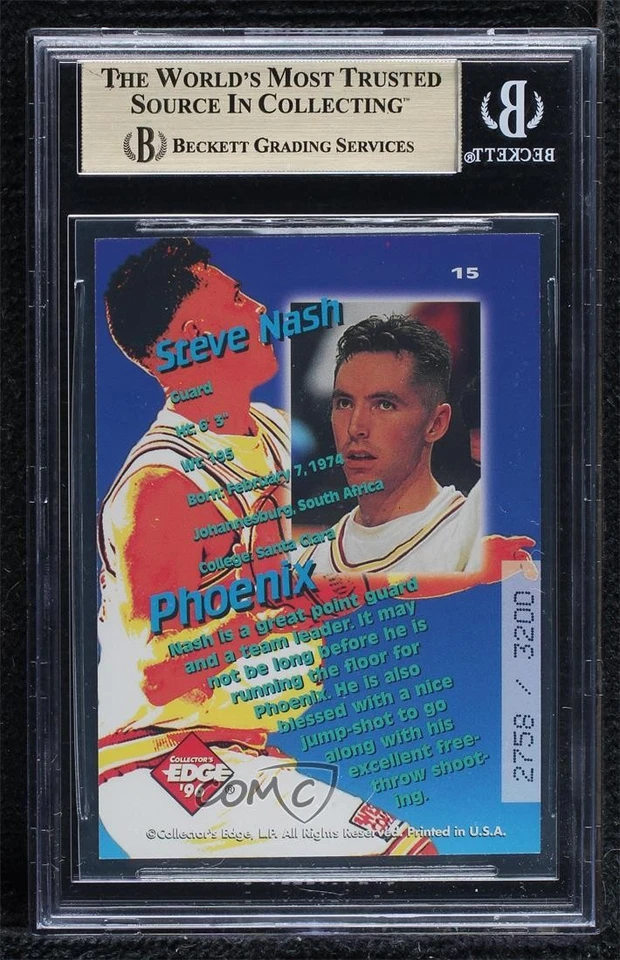 THE WORLD'S MOST TRUSTED
SOURCE IN COLLECTING™
B BECKETT GRADING SERVICES
B
BECKETT®
15
Steve Nash
Guard
Ht: 6' 3"
Wt: 195
Born: February 7, 1974
Johannesburg, South Africa
College: Santa Clara
Phoenix
Nash is a great point guard
and a team leader. It may
not be long before he is
running the floor for
Phoenix. He is also
blessed with a nice
jump-shot to go
along with his
excellent free-
throw shoot-
ing.
2758 / 3200
COLLECTOR'S
EDGE
'96 ®
COMC
©Collector's Edge, L.P. All Rights Reserved. Printed in U.S.A.